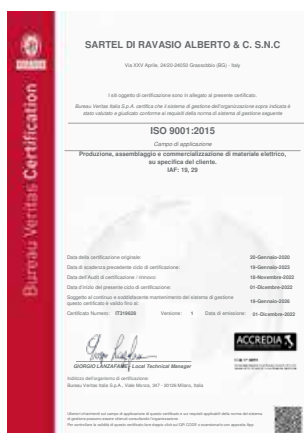 SARTEL DI RAVASIO ALBERTO & C. S.N.C
Via XXV Aprile, 24/20-24050 Grassobbio (BG) - Italy
I siti oggetto di certificazione sono in allegato al presente certificato.
Bureau Veritas Italia S.p.A. certifica che il sistema di gestione dell'organizzazione sopra indicata è
stato valutato e giudicato conforme ai requisiti della norma di sistema di gestione seguente
ISO 9001:2015
Campo di applicazione
Produzione, assemblaggio e commercializzazione di materiale elettrico,
su specifica del cliente.
IAF: 19, 29
Bureau Veritas Certification
Data della certificazione originale: 20-Gennaio-2020
Data di scadenza precedente ciclo di certificazione: 19-Gennaio-2023
Data dell'Audit di certificazione / rinnovo: 18-Novembre-2022
Data d'inizio del presente ciclo di certificazione: 01-Dicembre-2022
Soggetto al continuo e soddisfacente mantenimento del sistema di gestione
questo certificato è valido fino al: 19-Gennaio-2026
Certificato Numero: IT316628 Versione: 1 Data di emissione: 01-Dicembre-2022
ACCREDIA
GIORGIO LANZAFAME - Local Technical Manager
Indirizzo dell'organismo di certificazione:
Bureau Veritas Italia S.p.A., Viale Monza, 347 - 20126 Milano, Italia